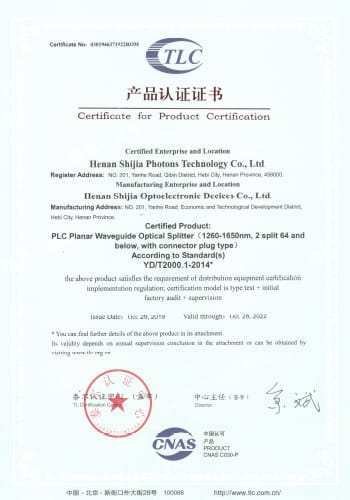 Certificate No: 0301946371922ROM
TLC
产品认证证书
Certificate for Product Certification
Certified Enterprise and Location
Henan Shijia Photons Technology Co., Ltd
Register Address: NO. 201, Yanhe Road, Qibin District, Hebi City, Henan Province, 458000.
Manufacturing Enterprise and Location
Henan Shijia Optoelectronic Deciecs Co., Ltd
Manufacturing Address: NO. 201, Yanhe Road, Economic and Technological Development District,
Hebi City, Henan Province.
Certified Product:
PLC Planar Waveguide Optical Splitter (1260-1650nm, 2 split 64 and
below, with connector plug type)
According to Standard(s)
YD/T2000.1-2014*
the above product satisfies the requirement of distribution equipment certification
implementation regulation; certification model is type test + initial
factory audit + supervision
Issue Date: Oct 29, 2019 Valid through: Oct 28, 2022
* You can find further details of the above product in its attachment.
Its validity depends on annual supervision conclusion in the attachment or can be obtained by
visiting www.tlc.org.cn
泰尔认证中心（盖章）
TL Certification Center
中心主任（签字）
Director
CNAS
中国认可
产品
PRODUCT
CNAS C030-P
中国·北京·新街口外大街28号 100088 http://www.tlc.com.cn/